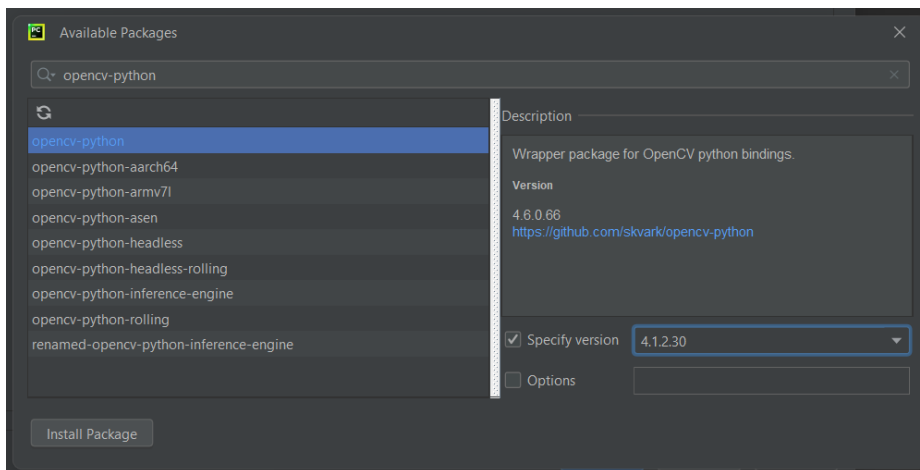 PC
Available Packages
opencv-python
opencv-python
opencv-python-aarch64
opencv-python-armv7l
opencv-python-asen
opencv-python-headless
opencv-python-headless-rolling
opencv-python-inference-engine
opencv-python-rolling
renamed-opencv-python-inference-engine
Description
Wrapper package for OpenCV python bindings.
Version
4.6.0.66
https://github.com/skvark/opencv-python
Specify version 4.1.2.30
Options
Install Package